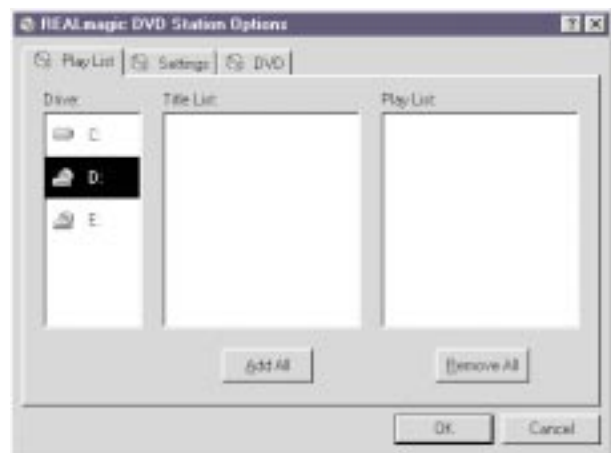 REALmagic DVD Station Options
Play List Settings DVD
Drive: Title List: Play List:
C:
D:
E:
Add All Remove All
OK Cancel